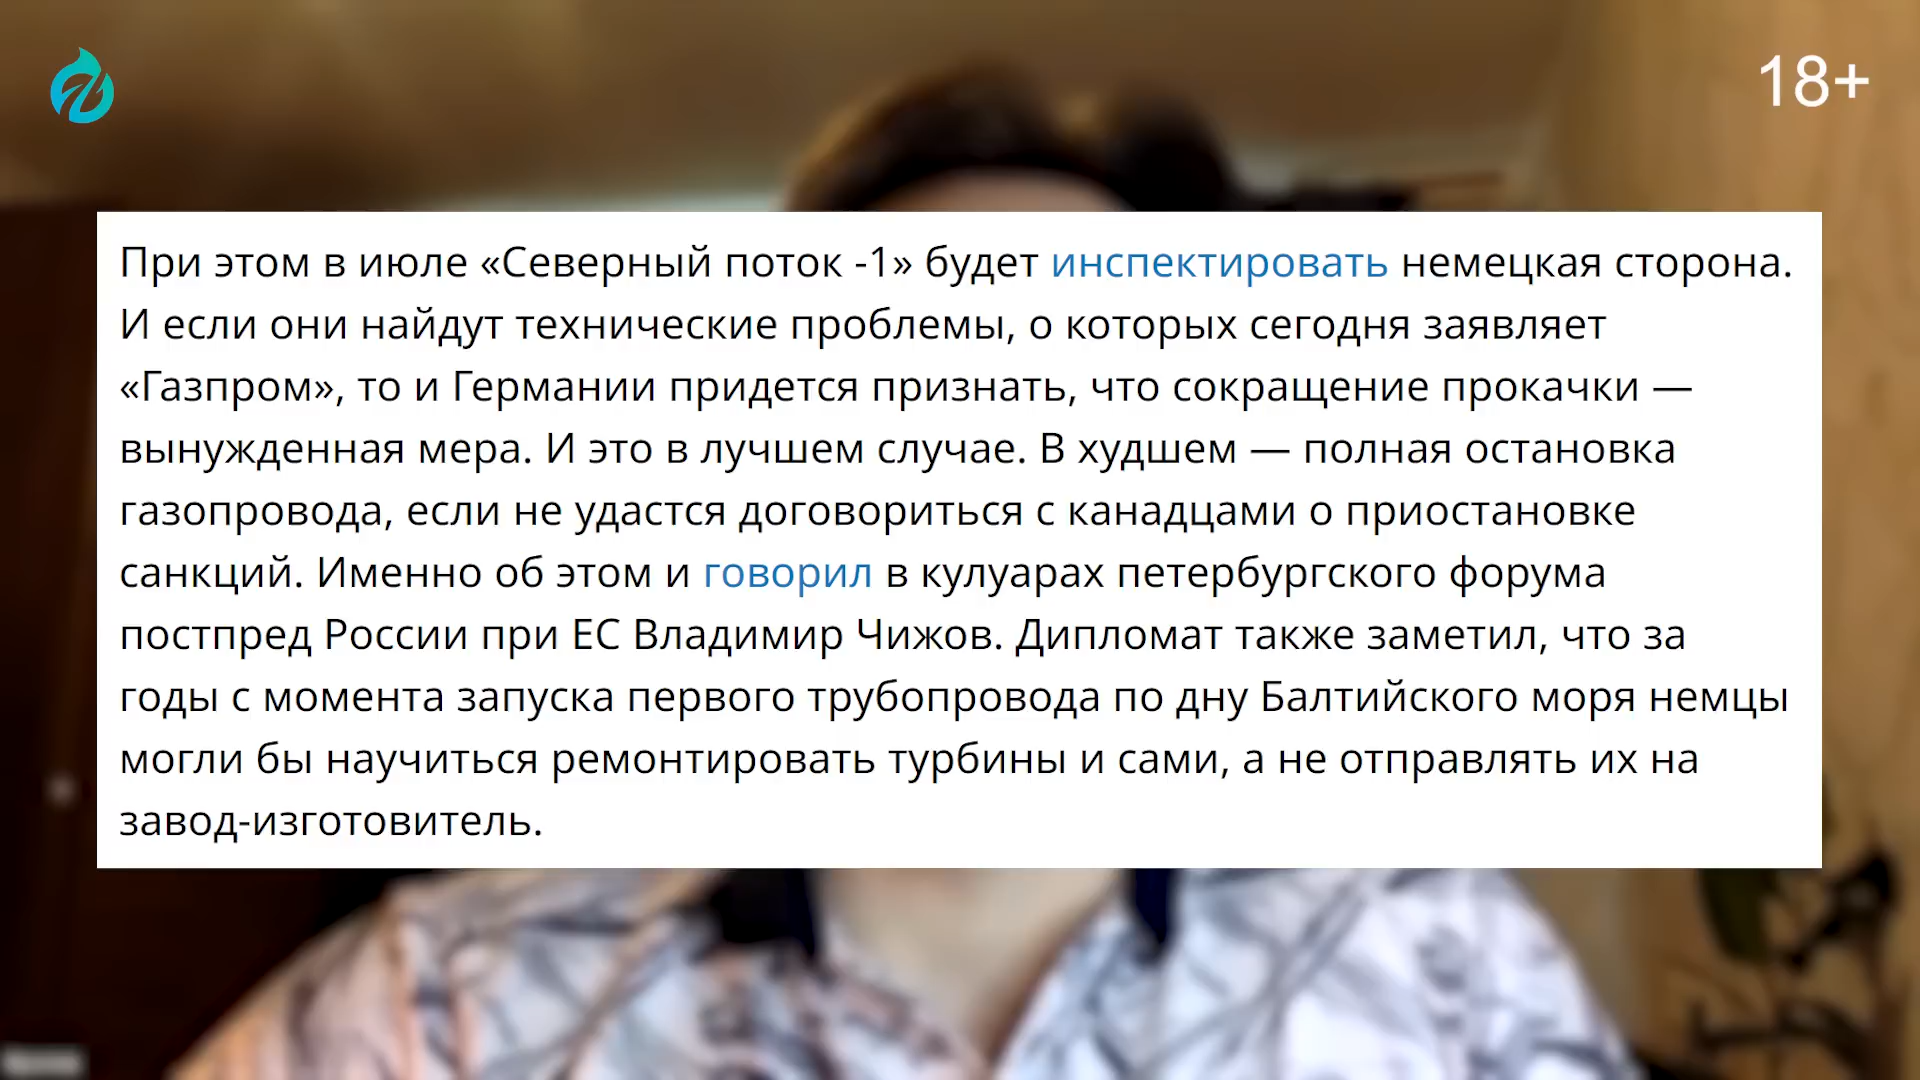 18+
При этом в июле «Северный поток -1» будет инспектировать немецкая сторона.
И если они найдут технические проблемы, о которых сегодня заявляет
«Газпром», то и Германии придется признать, что сокращение прокачки —
вынужденная мера. И это в лучшем случае. В худшем — полная остановка
газопровода, если не удастся договориться с канадцами о приостановке
санкций. Именно об этом и говорил в кулуарах петербургского форума
постпред России при ЕС Владимир Чижов. Дипломат также заметил, что за
годы с момента запуска первого трубопровода по дну Балтийского моря немцы
могли бы научиться ремонтировать турбины и сами, а не отправлять их на
завод-изготовитель.